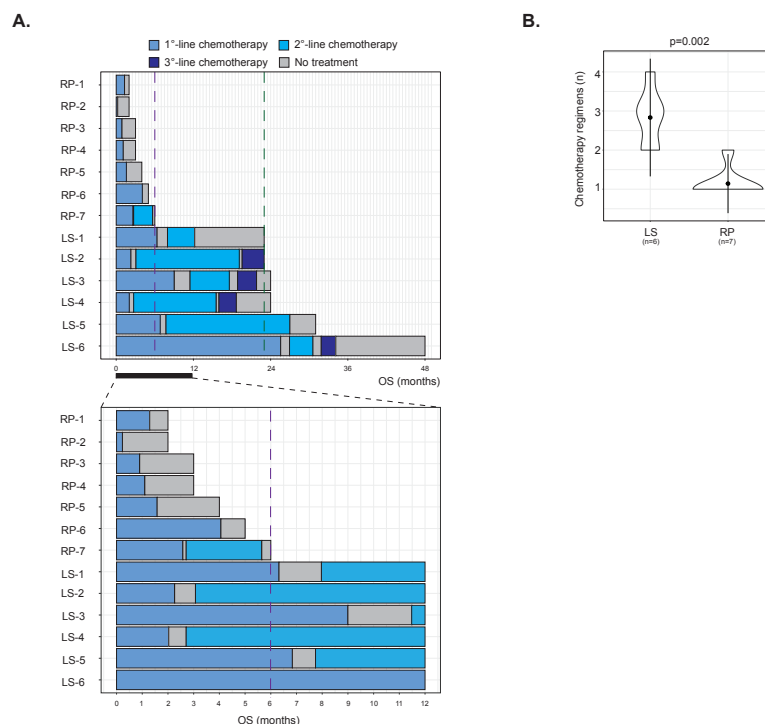 A.
1°-line chemotherapy 2°-line chemotherapy
3°-line chemotherapy No treatment
RP-1
RP-2
RP-3
RP-4
RP-5
RP-6
RP-7
LS-1
LS-2
LS-3
LS-4
LS-5
LS-6
0 12 24 36 48
OS (months)
RP-1
RP-2
RP-3
RP-4
RP-5
RP-6
RP-7
LS-1
LS-2
LS-3
LS-4
LS-5
LS-6
0 1 2 3 4 5 6 7 8 9 10 11 12
OS (months)
B.
p=0.002
Chemotherapy regimens (n)
4
3
2
1
LS RP
(n=6) (n=7)